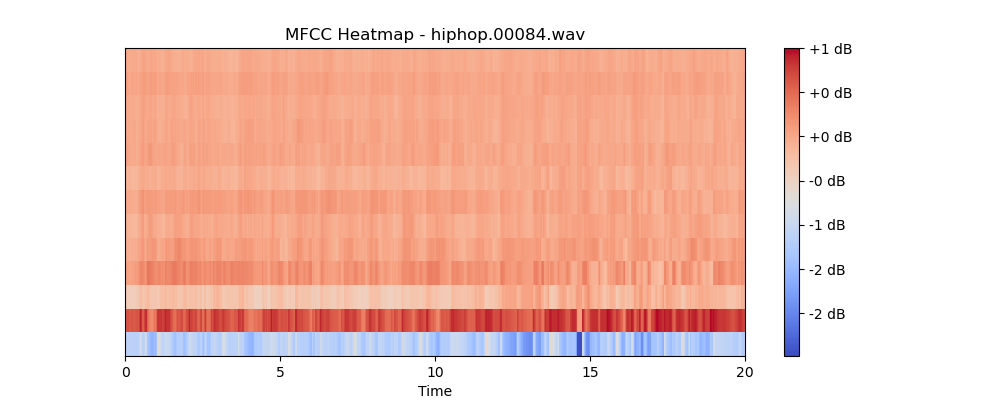 MFCC Heatmap - hiphop.00084.wav
+1 dB
+0 dB
+0 dB
-0 dB
-1 dB
-2 dB
-2 dB
0 5 10 15 20
Time